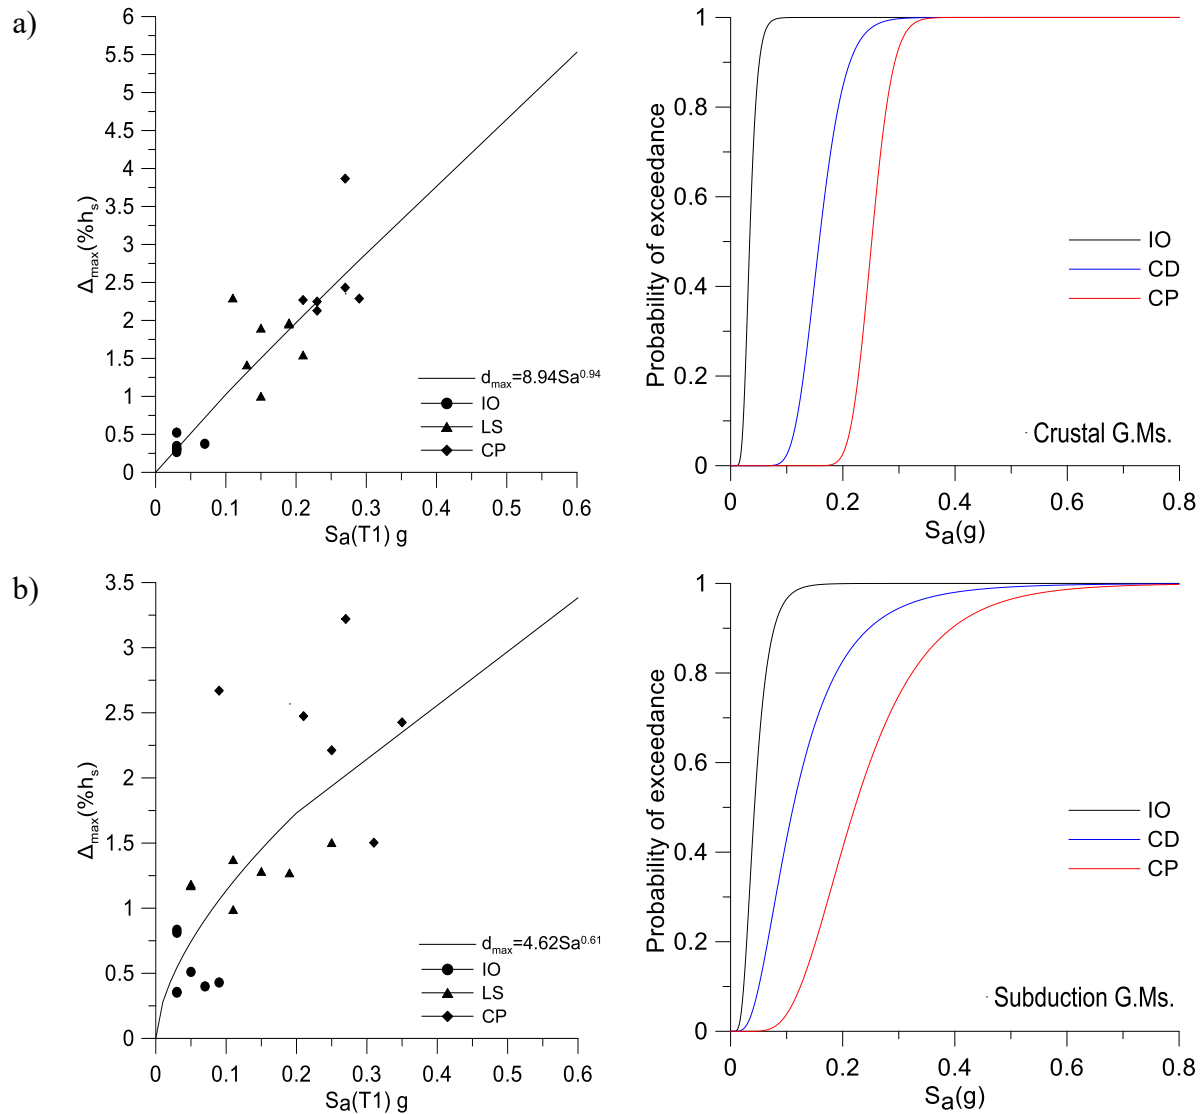 a)
6
5.5
5
4.5
4
3.5
3
2.5
2
1.5
1
0.5
0
Δmax(%hs)
0 0.1 0.2 0.3 0.4 0.5 0.6
Sa(T1) g
dmax=8.94Sa^0.94
IO
LS
CP
1
0.8
0.6
0.4
0.2
0
Probability of exceedance
0 0.2 0.4 0.6 0.8
Sa(g)
IO
CD
CP
Crustal G.Ms.
b)
3.5
3
2.5
2
1.5
1
0.5
0
Δmax(%hs)
0 0.1 0.2 0.3 0.4 0.5 0.6
Sa(T1) g
dmax=4.62Sa^0.61
IO
LS
CP
1
0.8
0.6
0.4
0.2
0
Probability of exceedance
0 0.2 0.4 0.6 0.8
Sa(g)
IO
CD
CP
Subduction G.Ms.